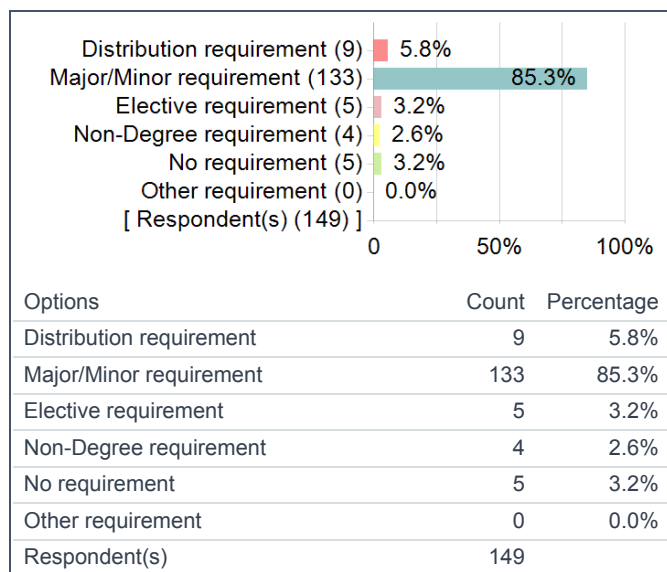 Distribution requirement (9) 5.8%
Major/Minor requirement (133) 85.3%
Elective requirement (5) 3.2%
Non-Degree requirement (4) 2.6%
No requirement (5) 3.2%
Other requirement (0) 0.0%
[ Respondent(s) (149) ]
0 50% 100%
Options Count Percentage
Distribution requirement 9 5.8%
Major/Minor requirement 133 85.3%
Elective requirement 5 3.2%
Non-Degree requirement 4 2.6%
No requirement 5 3.2%
Other requirement 0 0.0%
Respondent(s) 149